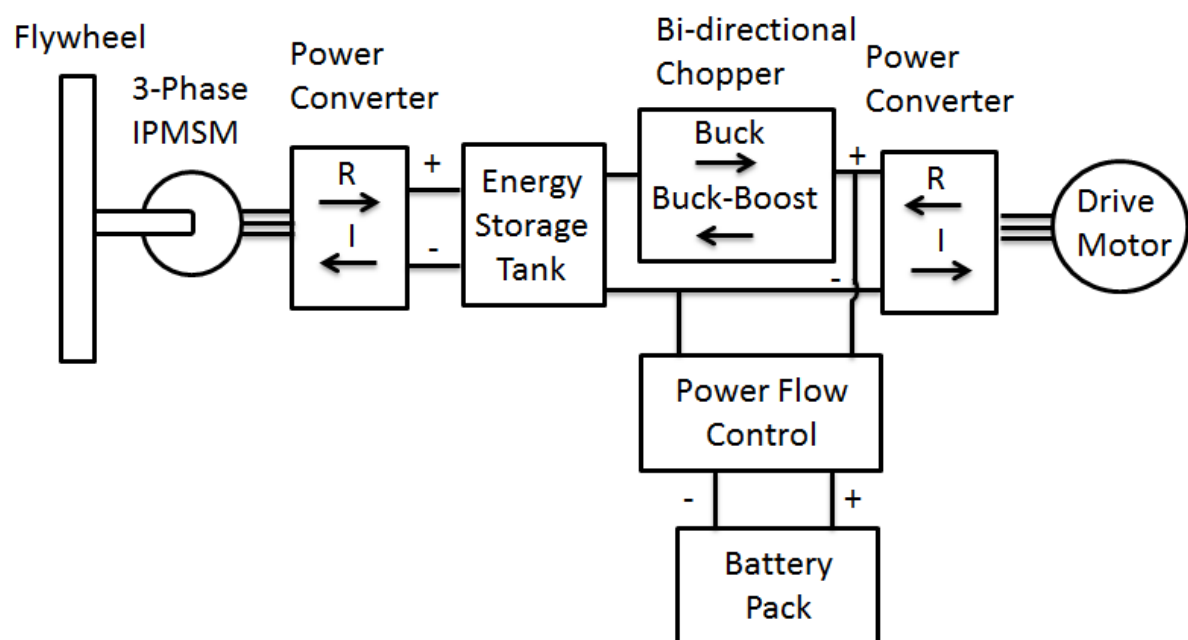 Flywheel
3-Phase
IPMSM
Power
Converter
R
I
+
-
Energy
Storage
Tank
Bi-directional
Chopper
Buck
Buck-Boost
+
-
Power
Converter
R
I
Drive
Motor
Power Flow
Control
- +
Battery
Pack